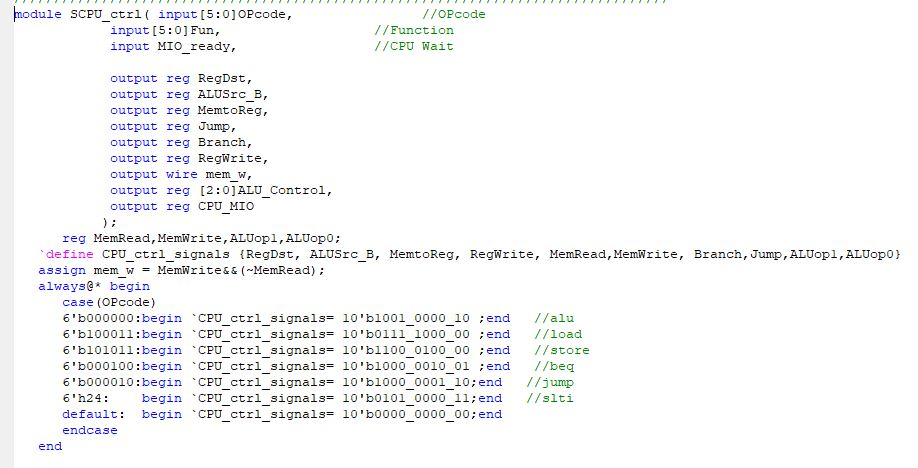 module SCPU_ctrl( input[5:0]OPcode, //OPcode
input[5:0]Fun, //Function
input MIO_ready, //CPU Wait
output reg RegDst,
output reg ALUSrc_B,
output reg MemtoReg,
output reg Jump,
output reg Branch,
output reg RegWrite,
output wire mem_w,
output reg [2:0]ALU_Control,
output reg CPU_MIO
);
reg MemRead,MemWrite,ALUop1,ALUop0;
`define CPU_ctrl_signals {RegDst, ALUSrc_B, MemtoReg, RegWrite, MemRead,MemWrite, Branch,Jump,ALUop1,ALUop0}
assign mem_w = MemWrite&&(~MemRead);
always@* begin
case(OPcode)
6'b000000:begin `CPU_ctrl_signals= 10'b1001_0000_10 ;end //alu
6'b100011:begin `CPU_ctrl_signals= 10'b0111_1000_00 ;end //load
6'b101011:begin `CPU_ctrl_signals= 10'b1100_0100_00 ;end //store
6'b000100:begin `CPU_ctrl_signals= 10'b1000_0010_01 ;end //beq
6'b000010:begin `CPU_ctrl_signals= 10'b1000_0001_10;end //jump
6'h24: begin `CPU_ctrl_signals= 10'b0101_0000_11;end //slti
default: begin `CPU_ctrl_signals= 10'b0000_0000_00;end
endcase
end